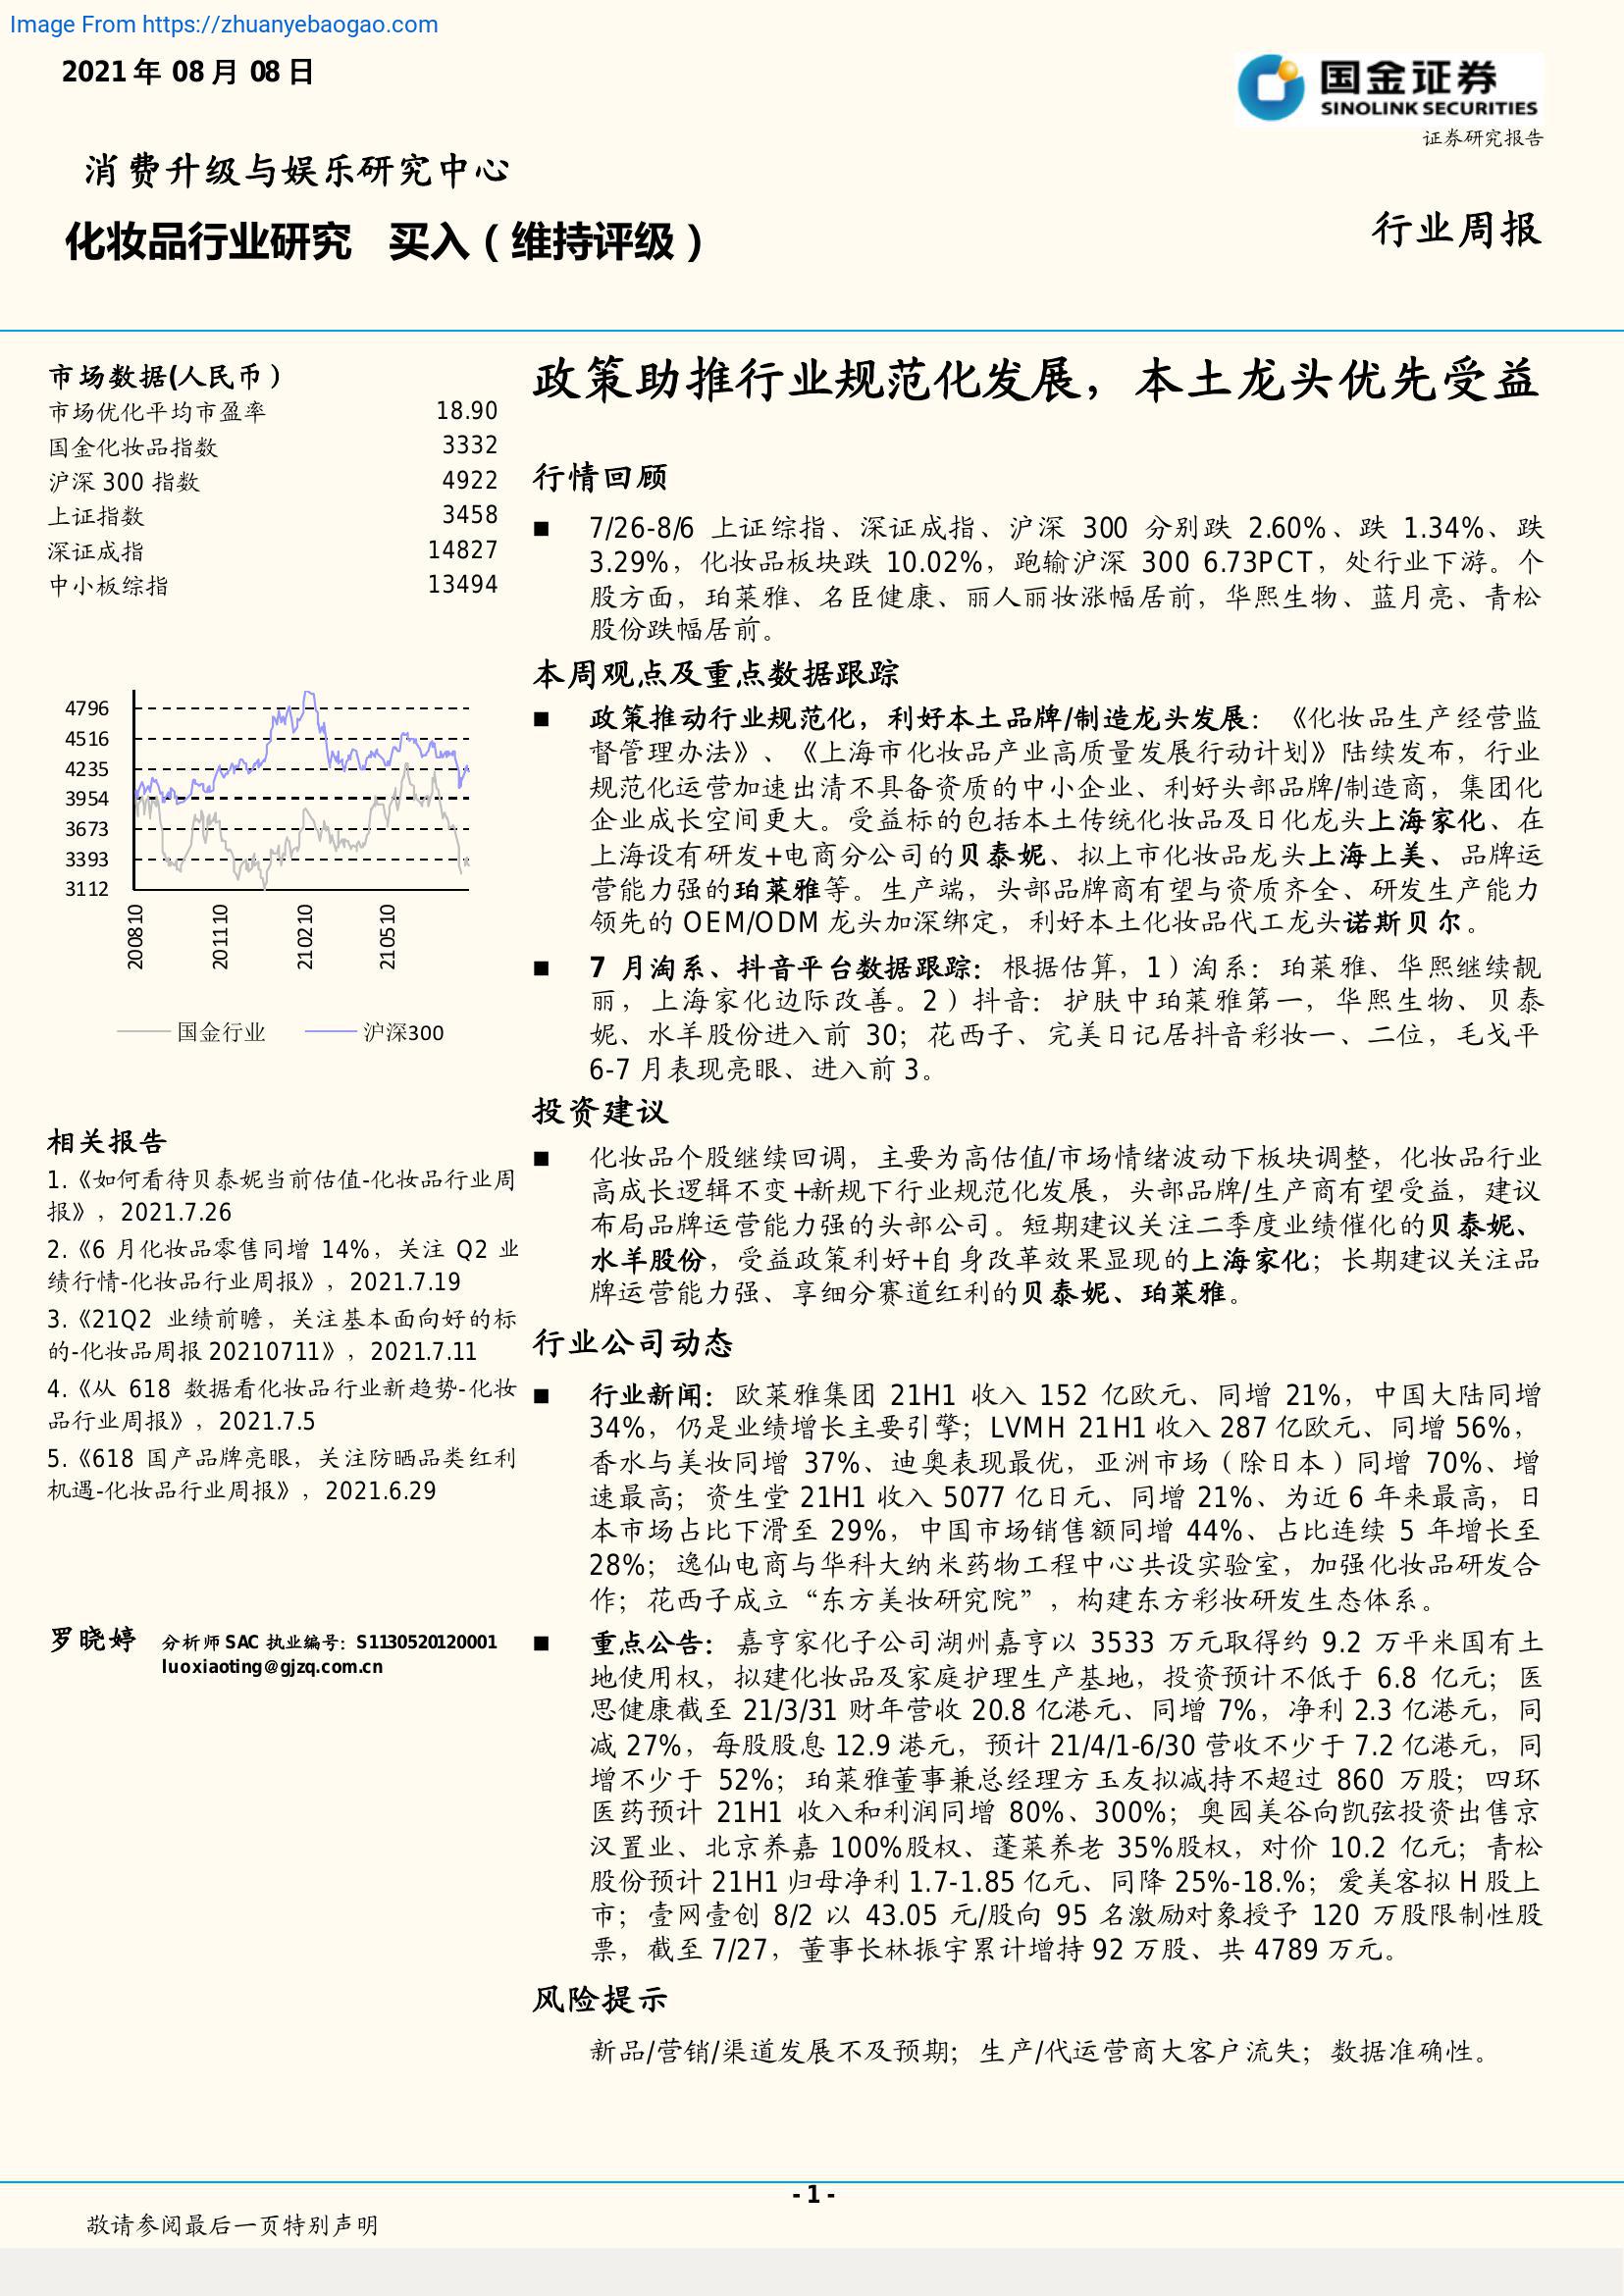 Image From https://zhuanyebaogao.com
2021 年 08 月 08 日
国金证券
SINOLINK SECURITIES
证券研究报告
消费升级与娱乐研究中心
化妆品行业研究 买入（维持评级）
行业周报
市场数据(人民币）
市场优化平均市盈率 18.90
国金化妆品指数 3332
沪深 300 指数 4922
上证指数 3458
深证成指 14827
中小板综指 13494
4796
4516
4235
3954
3673
3393
3112
200810
201110
210210
210510
国金行业 沪深300
相关报告
1.《如何看待贝泰妮当前估值-化妆品行业周
报》，2021.7.26
2.《6 月化妆品零售同增 14%，关注 Q2 业
绩行情-化妆品行业周报》，2021.7.19
3.《21Q2 业绩前瞻，关注基本面向好的标
的-化妆品周报 20210711》，2021.7.11
4.《从 618 数据看化妆品行业新趋势-化妆
品行业周报》，2021.7.5
5.《618 国产品牌亮眼，关注防晒品类红利
机遇-化妆品行业周报》，2021.6.29
罗晓婷 分析师 SAC 执业编号：S1130520120001
luoxiaoting@gjzq.com.cn
政策助推行业规范化发展，本土龙头优先受益
行情回顾
■ 7/26-8/6 上证综指、深证成指、沪深 300 分别跌 2.60%、跌 1.34%、跌
3.29%，化妆品板块跌 10.02%，跑输沪深 300 6.73PCT，处行业下游。个
股方面，珀莱雅、名臣健康、丽人丽妆涨幅居前，华熙生物、蓝月亮、青松
股份跌幅居前。
本周观点及重点数据跟踪
■ 政策推动行业规范化，利好本土品牌/制造龙头发展：《化妆品生产经营监
督管理办法》、《上海市化妆品产业高质量发展行动计划》陆续发布，行业
规范化运营加速出清不具备资质的中小企业、利好头部品牌/制造商，集团化
企业成长空间更大。受益标的包括本土传统化妆品及日化龙头上海家化、在
上海设有研发+电商分公司的贝泰妮、拟上市化妆品龙头上海上美、品牌运
营能力强的珀莱雅等。生产端，头部品牌商有望与资质齐全、研发生产能力
领先的 OEM/ODM 龙头加深绑定，利好本土化妆品代工龙头诺斯贝尔。
■ 7 月淘系、抖音平台数据跟踪：根据估算，1）淘系：珀莱雅、华熙继续靓
丽，上海家化边际改善。2）抖音：护肤中珀莱雅第一，华熙生物、贝泰
妮、水羊股份进入前 30；花西子、完美日记居抖音彩妆一、二位，毛戈平
6-7 月表现亮眼、进入前 3。
投资建议
■ 化妆品个股继续回调，主要为高估值/市场情绪波动下板块调整，化妆品行业
高成长逻辑不变+新规下行业规范化发展，头部品牌/生产商有望受益，建议
布局品牌运营能力强的头部公司。短期建议关注二季度业绩催化的贝泰妮、
水羊股份，受益政策利好+自身改革效果显现的上海家化；长期建议关注品
牌运营能力强、享细分赛道红利的贝泰妮、珀莱雅。
行业公司动态
■ 行业新闻：欧莱雅集团 21H1 收入 152 亿欧元、同增 21%，中国大陆同增
34%，仍是业绩增长主要引擎；LVMH 21H1 收入 287 亿欧元、同增 56%，
香水与美妆同增 37%、迪奥表现最优，亚洲市场（除日本）同增 70%、增
速最高；资生堂 21H1 收入 5077 亿日元、同增 21%、为近 6 年来最高，日
本市场占比下滑至 29%，中国市场销售额同增 44%、占比连续 5 年增长至
28%；逸仙电商与华科大纳米药物工程中心共设实验室，加强化妆品研发合
作；花西子成立“东方美妆研究院”，构建东方彩妆研发生态体系。
■ 重点公告：嘉亨家化子公司湖州嘉亨以 3533 万元取得约 9.2 万平米国有土
地使用权，拟建化妆品及家庭护理生产基地，投资预计不低于 6.8 亿元；医
思健康截至 21/3/31 财年营收 20.8 亿港元、同增 7%，净利 2.3 亿港元，同
减 27%，每股股息 12.9 港元，预计 21/4/1-6/30 营收不少于 7.2 亿港元，同
增不少于 52%；珀莱雅董事兼总经理方玉友拟减持不超过 860 万股；四环
医药预计 21H1 收入和利润同增 80%、300%；奥园美谷向凯弦投资出售京
汉置业、北京养嘉 100%股权、蓬莱养老 35%股权，对价 10.2 亿元；青松
股份预计 21H1 归母净利 1.7-1.85 亿元、同降 25%-18.%；爱美客拟 H 股上
市；壹网壹创 8/2 以 43.05 元/股向 95 名激励对象授予 120 万股限制性股
票，截至 7/27，董事长林振宇累计增持 92 万股、共 4789 万元。
风险提示
新品/营销/渠道发展不及预期；生产/代运营商大客户流失；数据准确性。
- 1 -
敬请参阅最后一页特别声明